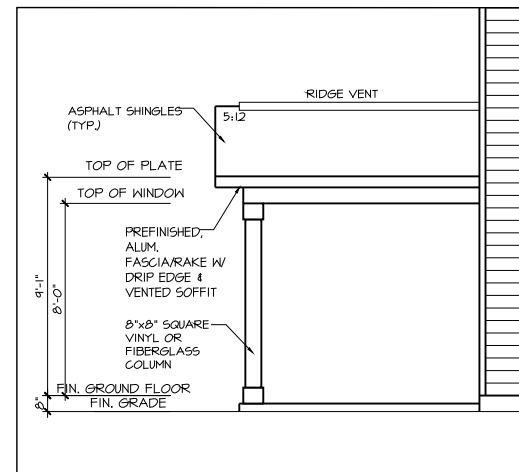 RIDGE VENT
ASPHALT SHINGLES
(TYP.)
5:12
TOP OF PLATE
TOP OF WINDOW
PREFINISHED,
ALUM.
FASCIA/RAKE W/
DRIP EDGE &
VENTED SOFFIT
9'-1"
8'-0"
8"x8" SQUARE
VINYL OR
FIBERGLASS
COLUMN
FIN. GROUND FLOOR
FIN. GRADE
8"